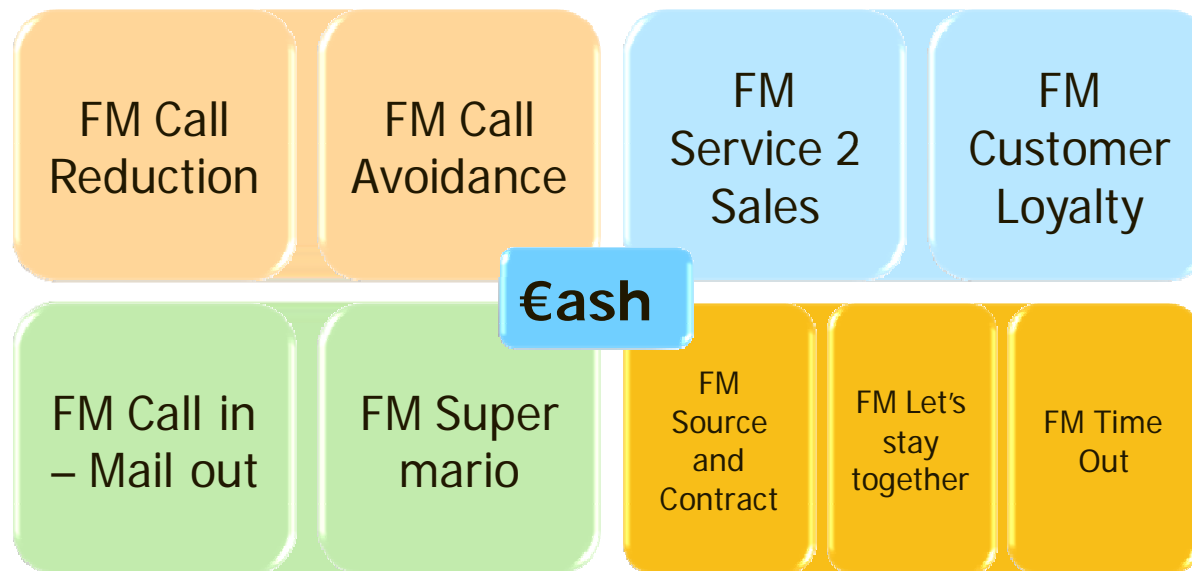 FM Call
Reduction
FM Call
Avoidance
FM
Service 2
Sales
FM
Customer
Loyalty
€ash
FM Call in
– Mail out
FM Super
mario
FM
Source
and
Contract
FM Let's
stay
together
FM Time
Out